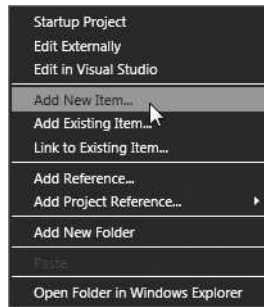 Startup Project
Edit Externally
Edit in Visual Studio
Add New Item...
Add Existing Item...
Link to Existing Item...
Add Reference...
Add Project Reference...
Add New Folder
Paste
Open Folder in Windows Explorer